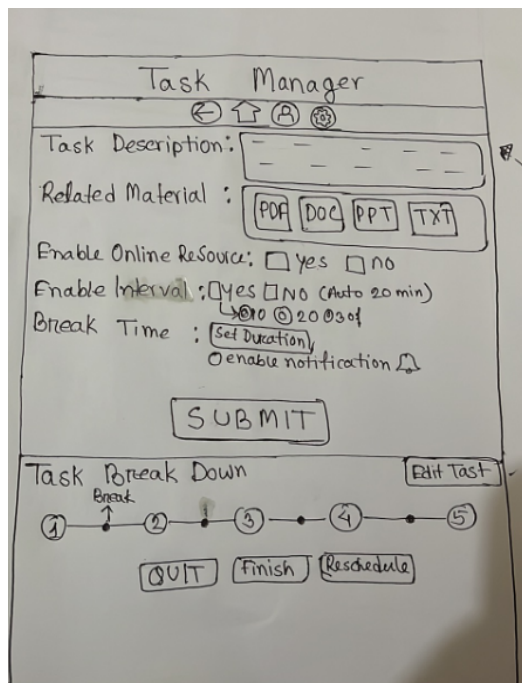 Task Manager
Task Description:
Related Material :
PDF DOC PPT TXT
Enable Online Resource: Yes no
Enable Interval : Yes No (Auto 20 min)
10 20 30
Break Time : Set Duration
enable notification
SUBMIT
Task Break Down
Edit Tast
Break
1 2 3 4 5
QUIT Finish Reschedule